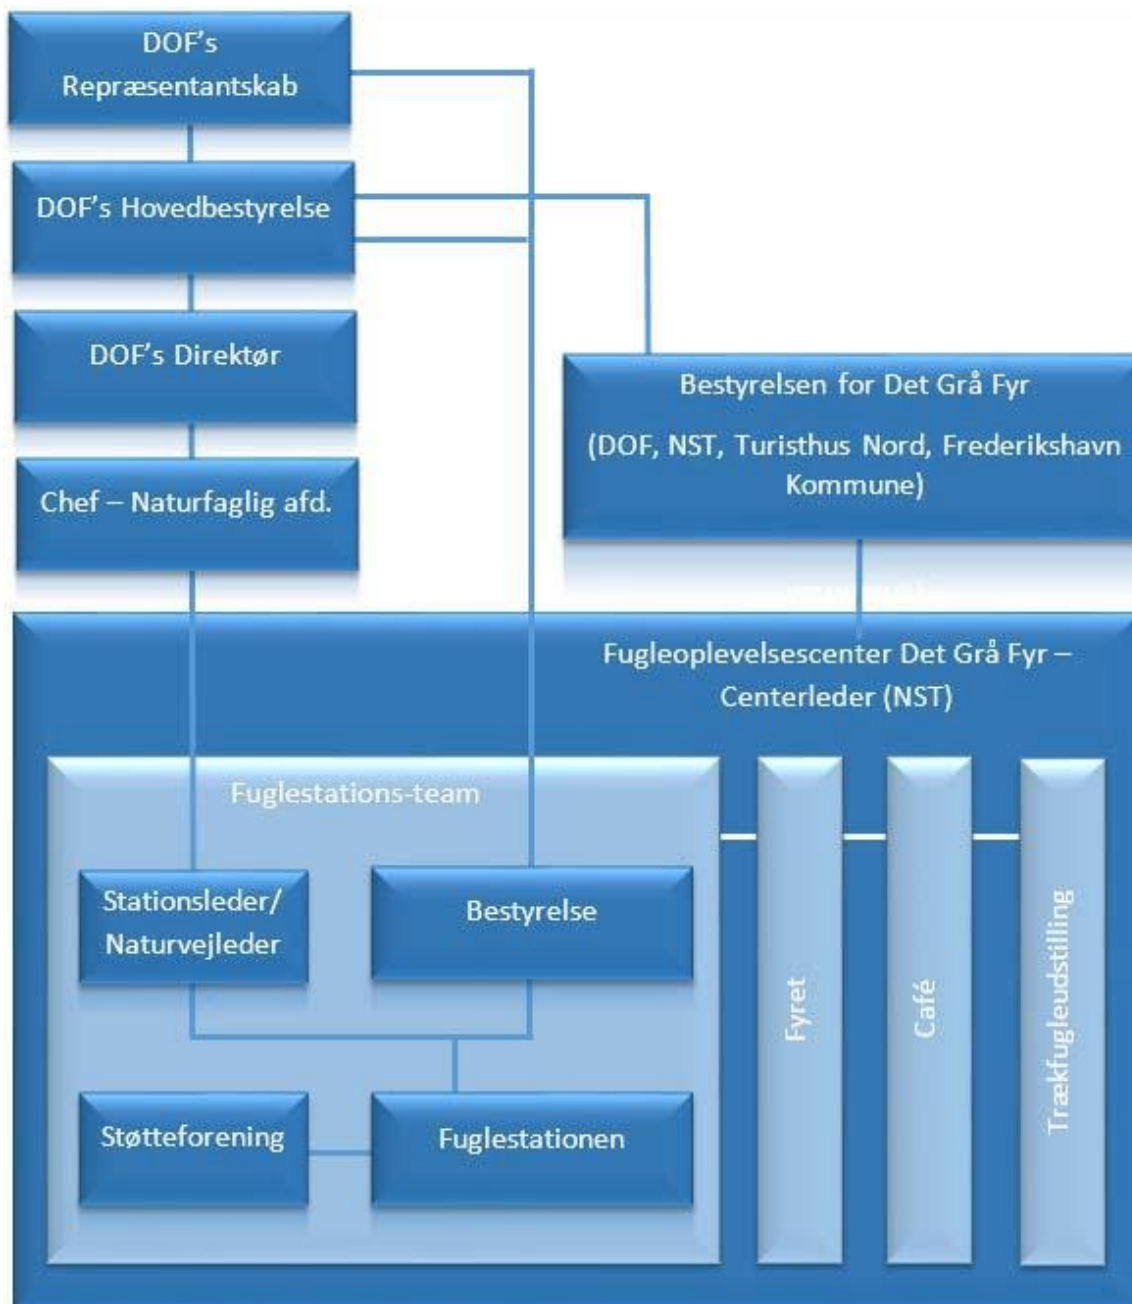 DOF's
Repræsentantskab
DOF's Hovedbestyrelse
DOF's Direktør
Chef – Naturfaglig afd.
Bestyrelsen for Det Grå Fyr
(DOF, NST, Turisthus Nord, Frederikshavn
Kommune)
Fugleoplevelsescenter Det Grå Fyr –
Centerleder (NST)
Fuglestations-team
Stationsleder/
Naturvejleder
Bestyrelse
Støtteforening
Fuglestationen
Fyret
Café
Trækfugleudstilling